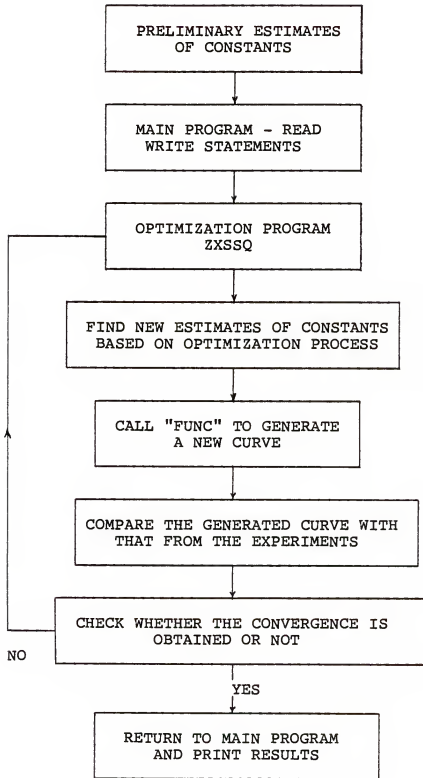 PRELIMINARY ESTIMATES
OF CONSTANTS
MAIN PROGRAM - READ
WRITE STATEMENTS
OPTIMIZATION PROGRAM
ZXSSQ
FIND NEW ESTIMATES OF CONSTANTS
BASED ON OPTIMIZATION PROCESS
CALL "FUNC" TO GENERATE
A NEW CURVE
COMPARE THE GENERATED CURVE WITH
THAT FROM THE EXPERIMENTS
CHECK WHETHER THE CONVERGENCE IS
OBTAINED OR NOT
NO
YES
RETURN TO MAIN PROGRAM
AND PRINT RESULTS